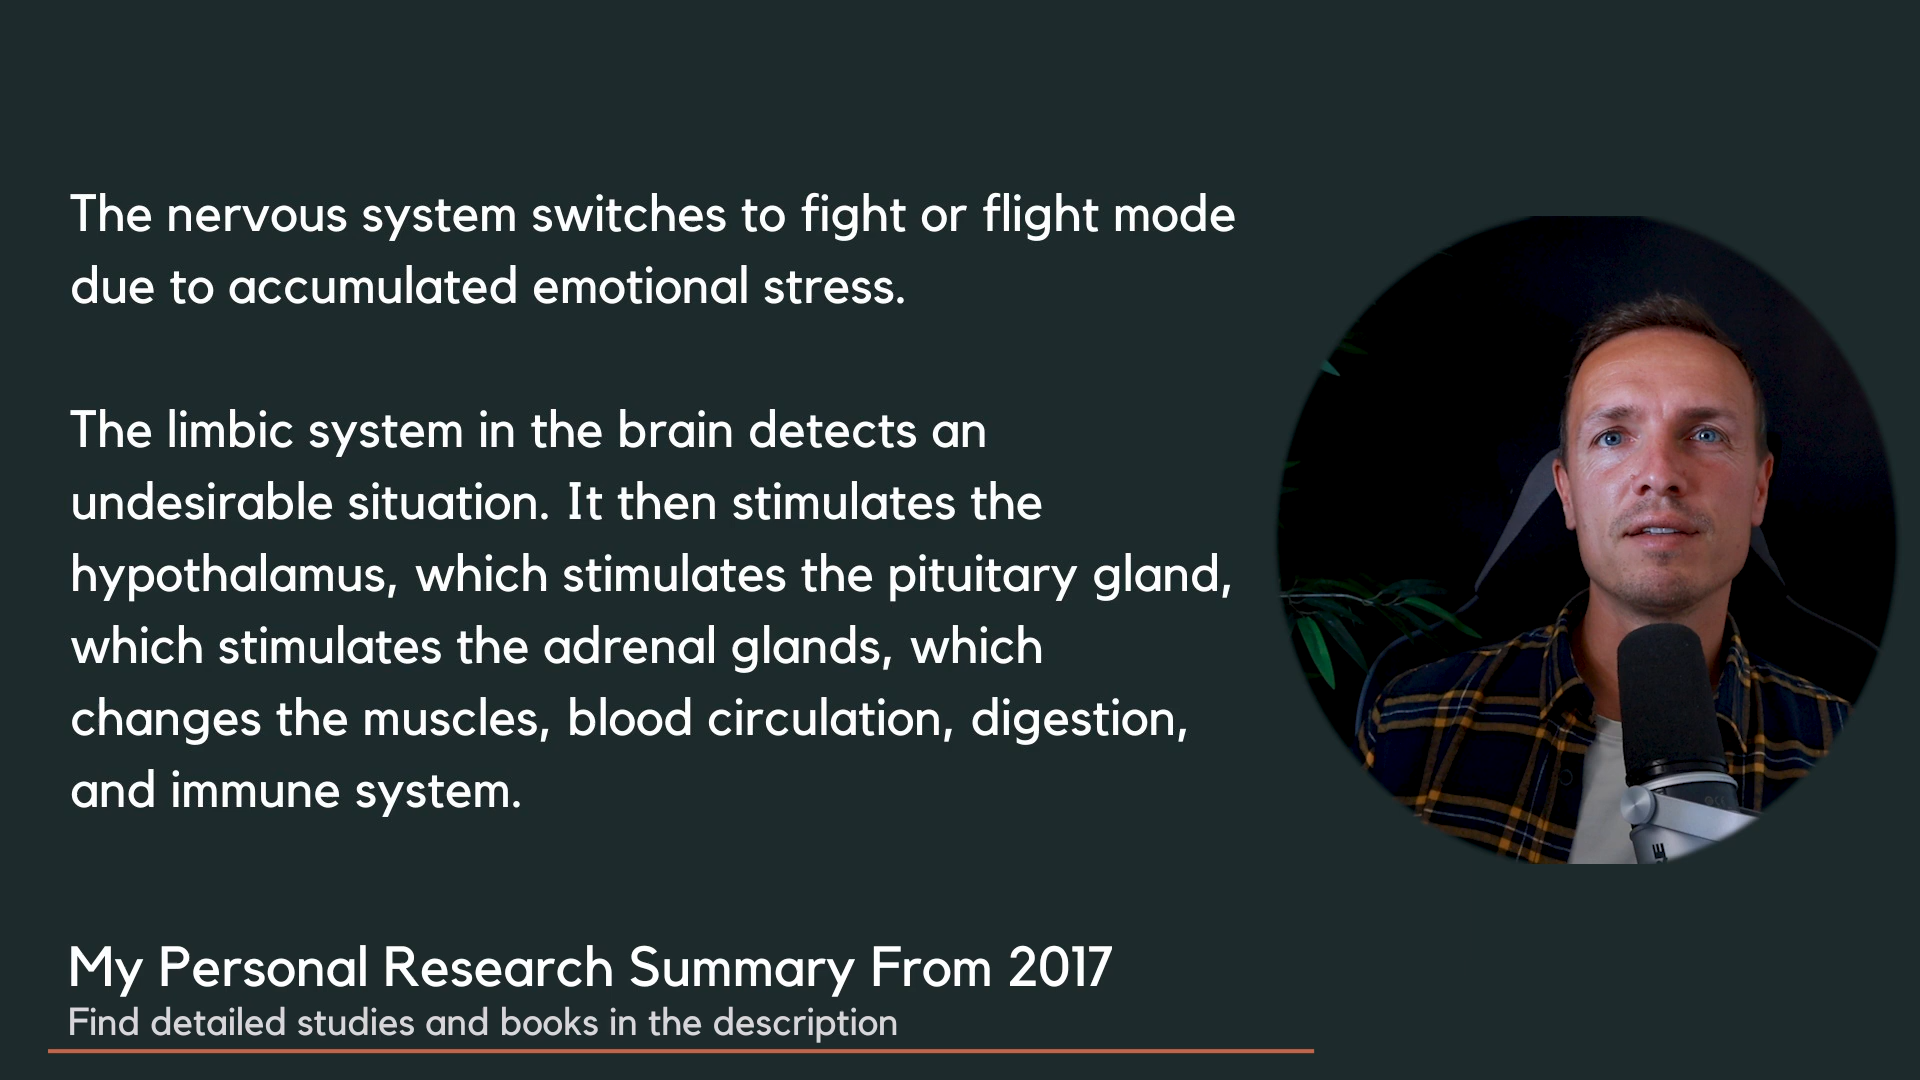 The nervous system switches to fight or flight mode
due to accumulated emotional stress.
The limbic system in the brain detects an
undesirable situation. It then stimulates the
hypothalamus, which stimulates the pituitary gland,
which stimulates the adrenal glands, which
changes the muscles, blood circulation, digestion,
and immune system.
My Personal Research Summary From 2017
Find detailed studies and books in the description